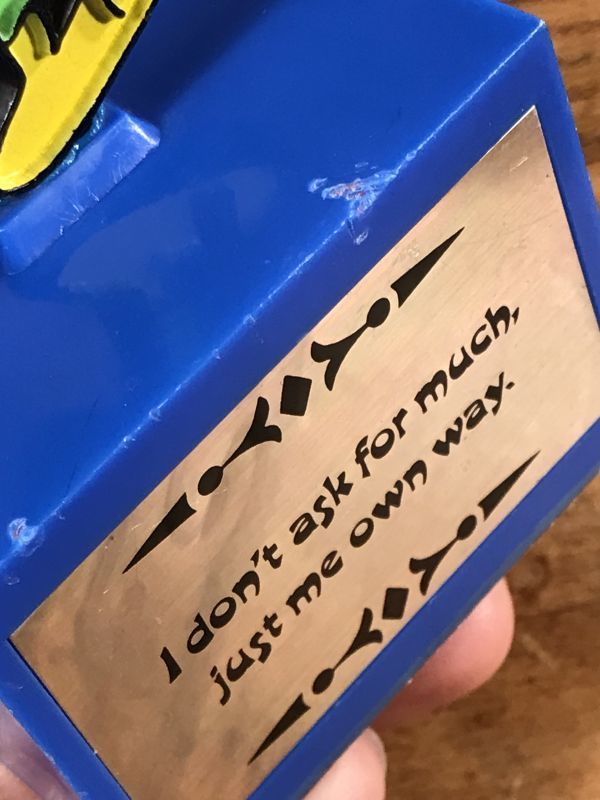 I don't ask for much,
just me own way.